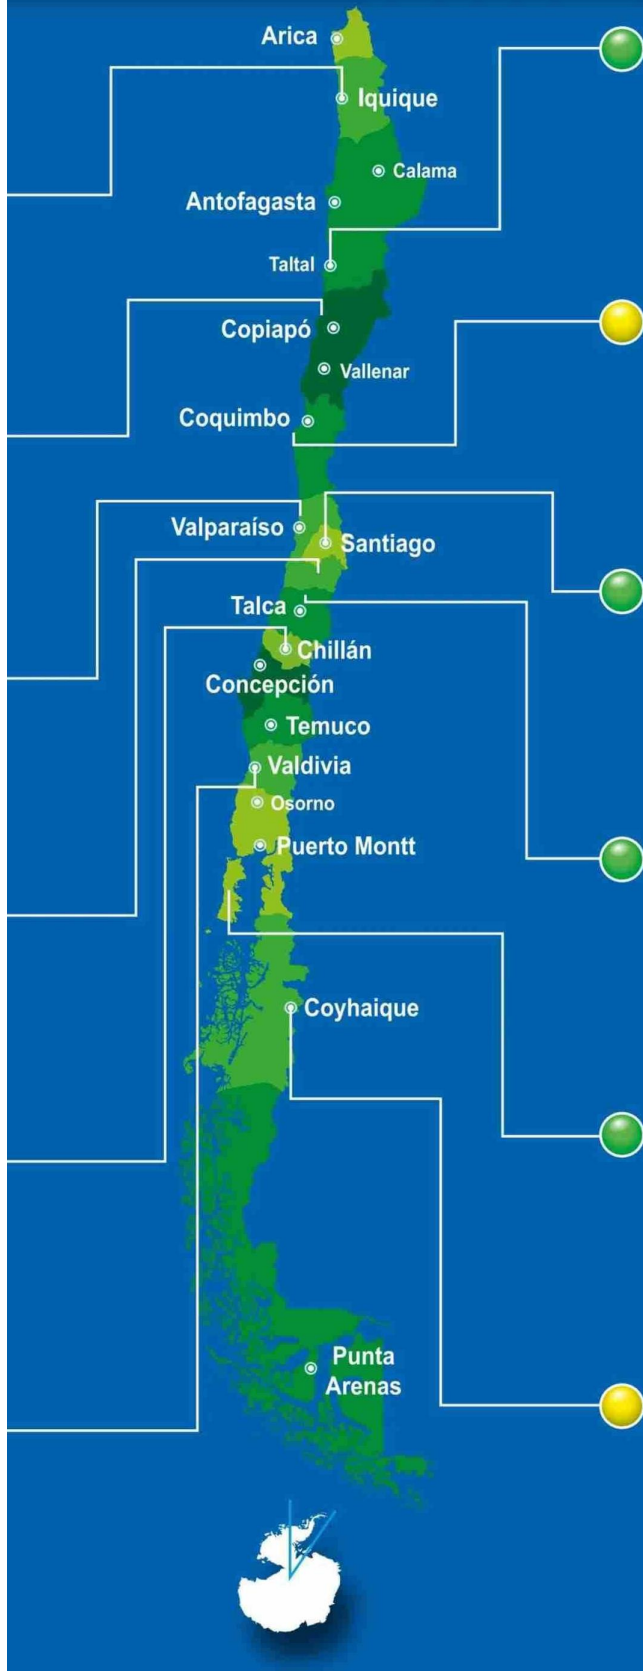 Arica
Iquique
Calama
Antofagasta
Taltal
Copiapó
Vallenar
Coquimbo
Valparaíso
Santiago
Talca
Chillán
Concepción
Temuco
Valdivia
Osorno
Puerto Montt
Coyhaique
Punta
Arenas